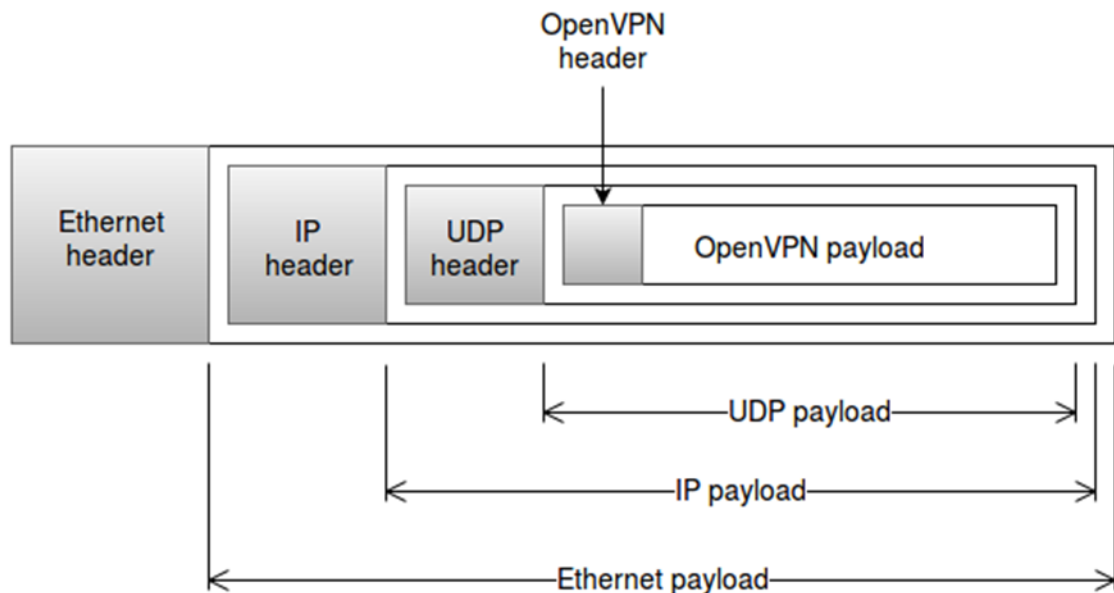 OpenVPN
header
Ethernet
header
IP
header
UDP
header
OpenVPN payload
UDP payload
IP payload
Ethernet payload